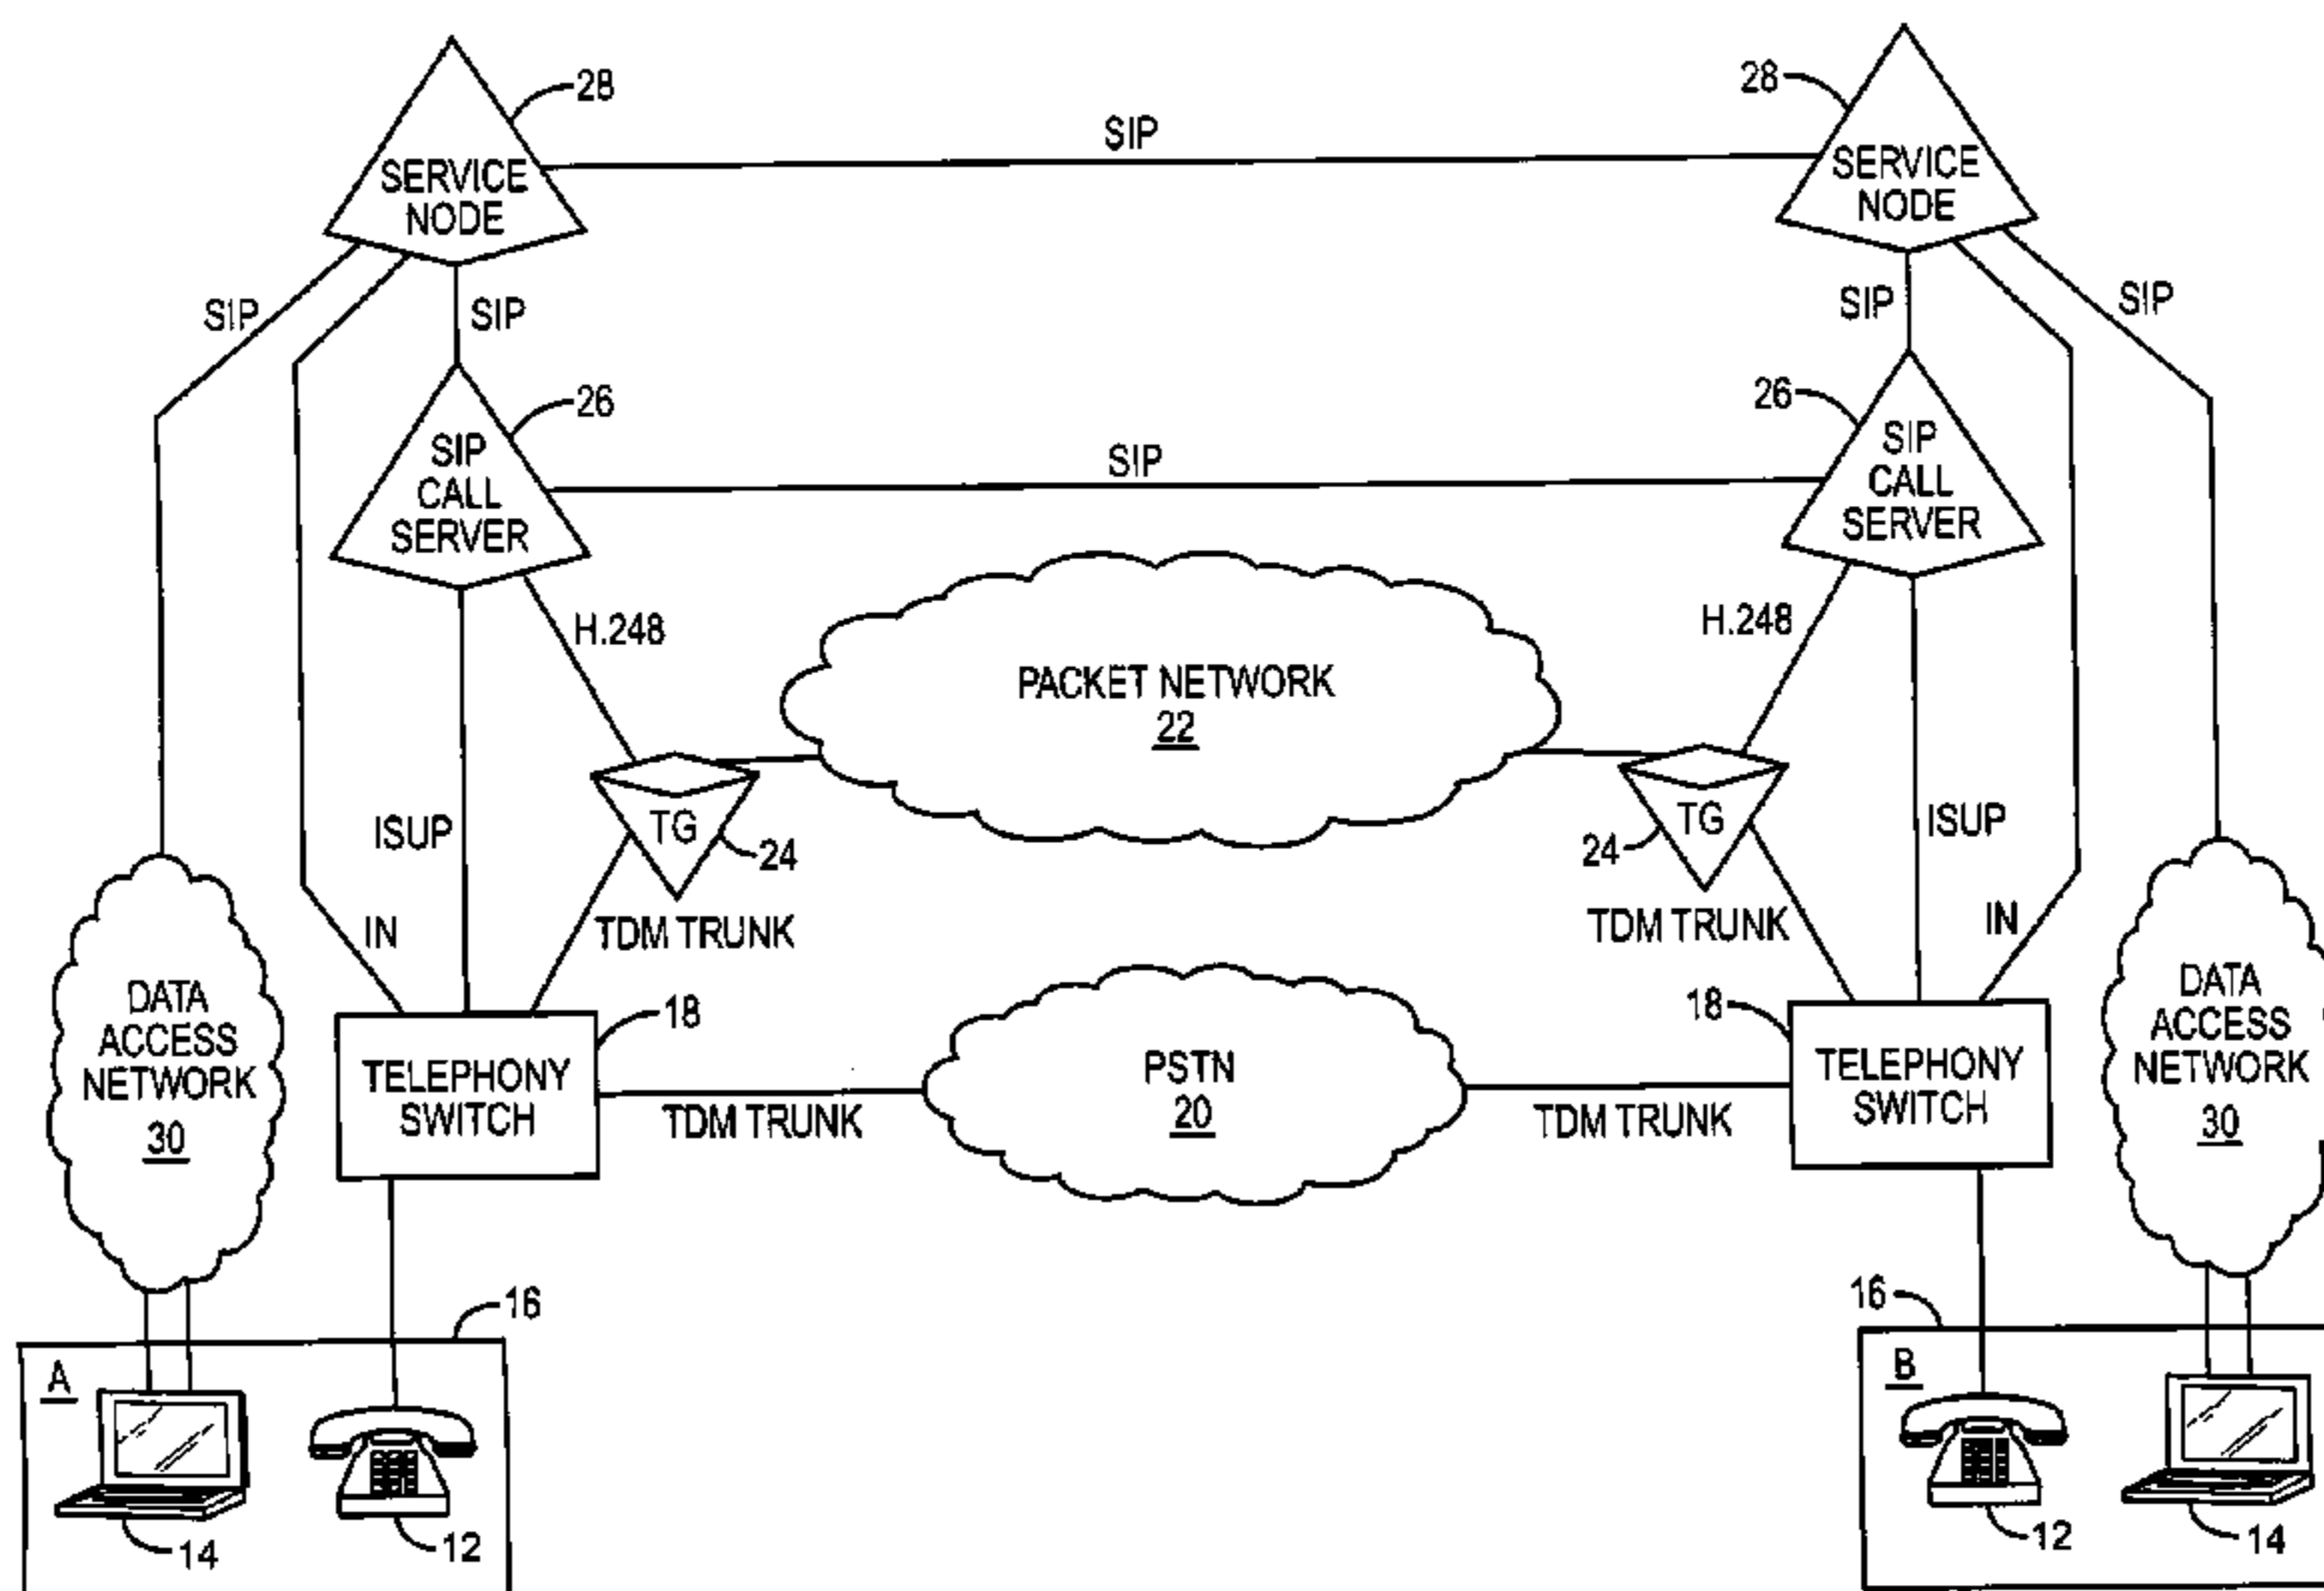 28
28
SIP
SERVICE
NODE
SERVICE
NODE
SIP
SIP
SIP
SIP
26
26
SIP
CALL
SERVER
SIP
SIP
CALL
SERVER
H.248
H.248
PACKET NETWORK
22
ISUP
TG
24
24
TG
ISUP
IN
TDM TRUNK
TDM TRUNK
IN
DATA
ACCESS
NETWORK
30
18
18
DATA
ACCESS
NETWORK
30
TELEPHONY
SWITCH
PSTN
20
TELEPHONY
SWITCH
TDM TRUNK
TDM TRUNK
16
16
A
B
14
12
12
14